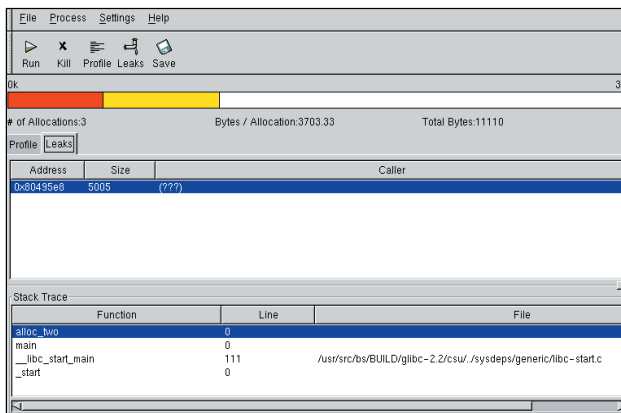 File Process Settings Help
Run Kill Profile Leaks Save
0k 3
# of Allocations:3 Bytes / Allocation:3703.33 Total Bytes:11110
Profile Leaks
Address Size Caller
0x80495e8 5005 (???)
Stack Trace
Function Line File
alloc_two 0
main 0
__libc_start_main 111 /usr/src/bs/BUILD/glibc-2.2/csu/../sysdeps/generic/libc-start.c
_start 0